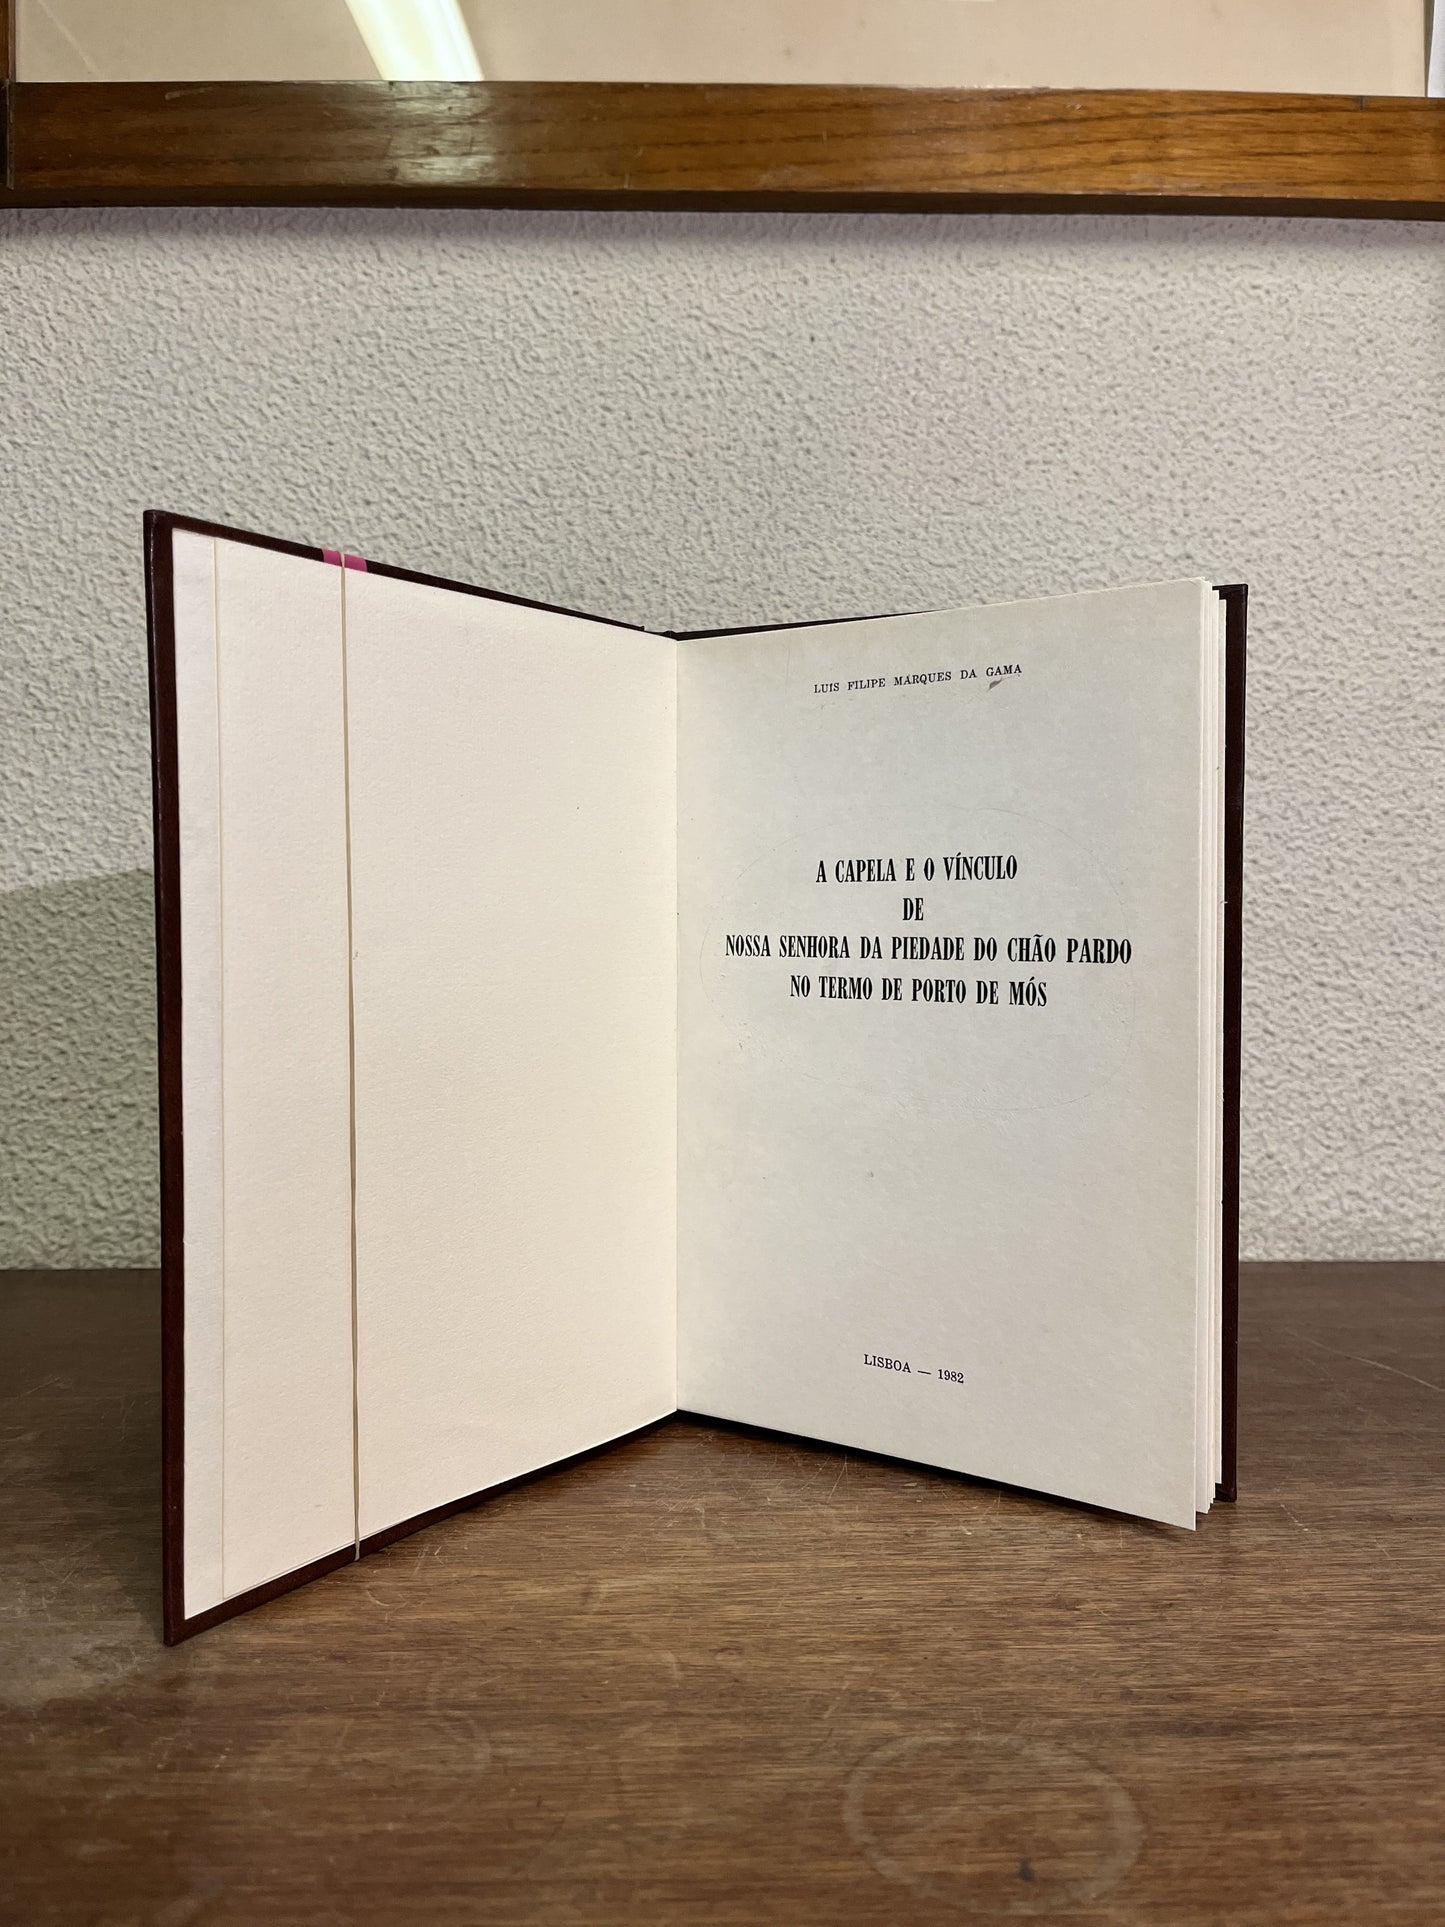 LUIS FILIPE MARQUES DA GAMA
A CAPELA E O VÍNCULO
DE
NOSSA SENHORA DA PIEDADE DO CHÃO PARDO
NO TERMO DE PORTO DE MÓS
LISBOA — 1982